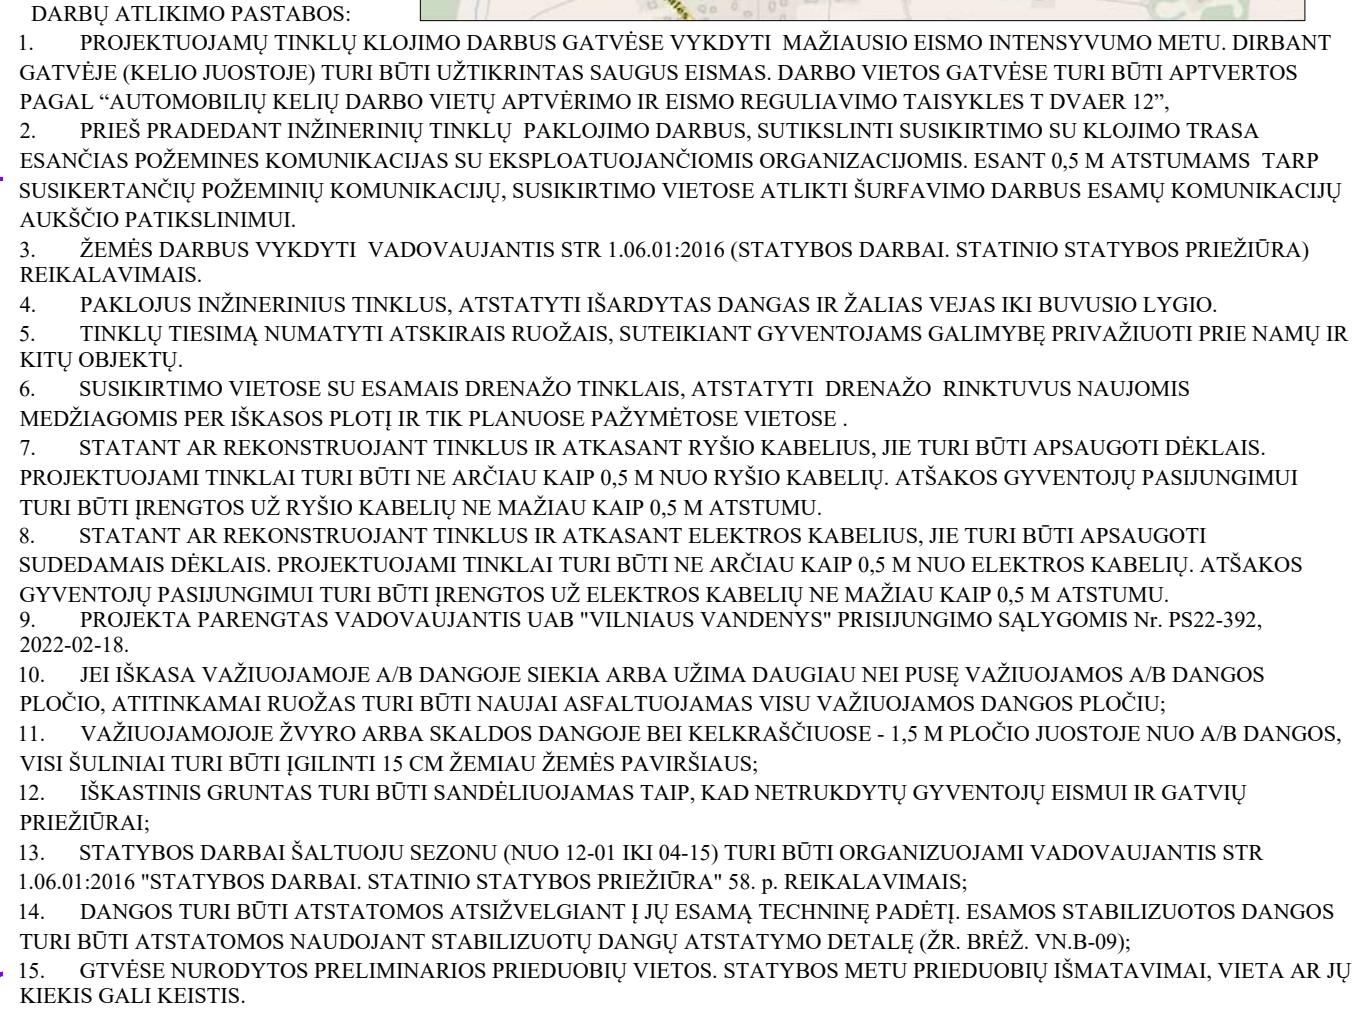 DARBŲ ATLIKIMO PASTABOS:
1. PROJEKTUOJAMŲ TINKLŲ KLOJIMO DARBUS GATVĖSE VYKDYTI MAŽIAUSIO EISMO INTENSYVUMO METU. DIRBANT
GATVĖJE (KELIO JUOSTOJE) TURI BŪTI UŽTIKRINTAS SAUGUS EISMAS. DARBO VIETOS GATVĖSE TURI BŪTI APTVERTOS
PAGAL “AUTOMOBILIŲ KELIŲ DARBO VIETŲ APTVĖRIMO IR EISMO REGULIAVIMO TAISYKLES T DVAER 12”,
2. PRIEŠ PRADEDANT INŽINERINIŲ TINKLŲ PAKLOJIMO DARBUS, SUTIKSLINTI SUSIKIRTIMO SU KLOJIMO TRASA
ESANČIAS POŽEMINES KOMUNIKACIJAS SU EKSPLOATUOJANČIOMIS ORGANIZACIJOMIS. ESANT 0,5 M ATSTUMAMS TARP
SUSIKERTANČIŲ POŽEMINIŲ KOMUNIKACIJŲ, SUSIKIRTIMO VIETOSE ATLIKTI ŠURFAVIMO DARBUS ESAMŲ KOMUNIKACIJŲ
AUKŠČIO PATIKSLINIMUI.
3. ŽEMĖS DARBUS VYKDYTI VADOVAUJANTIS STR 1.06.01:2016 (STATYBOS DARBAI. STATINIO STATYBOS PRIEŽIŪRA)
REIKALAVIMAIS.
4. PAKLOJUS INŽINERINIUS TINKLUS, ATSTATYTI IŠARDYTAS DANGAS IR ŽALIAS VEJAS IKI BUVUSIO LYGIO.
5. TINKLŲ TIESIMĄ NUMATYTI ATSKIRAIS RUOŽAIS, SUTEIKIANT GYVENTOJAMS GALIMYBĘ PRIVAŽIUOTI PRIE NAMŲ IR
KITŲ OBJEKTŲ.
6. SUSIKIRTIMO VIETOSE SU ESAMAIS DRENAŽO TINKLAIS, ATSTATYTI DRENAŽO RINKTUVUS NAUJOMIS
MEDŽIAGOMIS PER IŠKASOS PLOTĮ IR TIK PLANUOSE PAŽYMĖTOSE VIETOSE .
7. STATANT AR REKONSTRUOJANT TINKLUS IR ATKASANT RYŠIO KABELIUS, JIE TURI BŪTI APSAUGOTI DĖKLAIS.
PROJEKTUOJAMI TINKLAI TURI BŪTI NE ARČIAU KAIP 0,5 M NUO RYŠIO KABELIŲ. ATŠAKOS GYVENTOJŲ PASIJUNGIMUI
TURI BŪTI ĮRENGTOS UŽ RYŠIO KABELIŲ NE MAŽIAU KAIP 0,5 M ATSTUMU.
8. STATANT AR REKONSTRUOJANT TINKLUS IR ATKASANT ELEKTROS KABELIUS, JIE TURI BŪTI APSAUGOTI
SUDEDAMAIS DĖKLAIS. PROJEKTUOJAMI TINKLAI TURI BŪTI NE ARČIAU KAIP 0,5 M NUO ELEKTROS KABELIŲ. ATŠAKOS
GYVENTOJŲ PASIJUNGIMUI TURI BŪTI ĮRENGTOS UŽ ELEKTROS KABELIŲ NE MAŽIAU KAIP 0,5 M ATSTUMU.
9. PROJEKTA PARENGTAS VADOVAUJANTIS UAB "VILNIAUS VANDENYS" PRISIJUNGIMO SĄLYGOMIS Nr. PS22-392,
2022-02-18.
10. JEI IŠKASA VAŽIUOJAMOJE A/B DANGOJE SIEKIA ARBA UŽIMA DAUGIAU NEI PUSĘ VAŽIUOJAMOS A/B DANGOS
PLOČIO, ATITINKAMAI RUOŽAS TURI BŪTI NAUJAI ASFALTUOJAMAS VISU VAŽIUOJAMOS DANGOS PLOČIU;
11. VAŽIUOJAMOJOJE ŽVYRO ARBA SKALDOS DANGOJE BEI KELKRAŠČIUOSE - 1,5 M PLOČIO JUOSTOJE NUO A/B DANGOS,
VISI ŠULINIAI TURI BŪTI ĮGILINTI 15 CM ŽEMIAU ŽEMĖS PAVIRŠIAUS;
12. IŠKASTINIS GRUNTAS TURI BŪTI SANDĖLIUOJAMAS TAIP, KAD NETRUKDYTŲ GYVENTOJŲ EISMUI IR GATVIŲ
PRIEŽIŪRAI;
13. STATYBOS DARBAI ŠALTUOJU SEZONU (NUO 12-01 IKI 04-15) TURI BŪTI ORGANIZUOJAMI VADOVAUJANTIS STR
1.06.01:2016 "STATYBOS DARBAI. STATINIO STATYBOS PRIEŽIŪRA" 58. p. REIKALAVIMAIS;
14. DANGOS TURI BŪTI ATSTATOMOS ATSIŽVELGIANT Į JŲ ESAMĄ TECHNINĘ PADĖTĮ. ESAMOS STABILIZUOTOS DANGOS
TURI BŪTI ATSTATOMOS NAUDOJANT STABILIZUOTŲ DANGŲ ATSTATYMO DETALĘ (ŽR. BRĖŽ. VN.B-09);
15. GTVĖSE NURODYTOS PRELIMINARIOS PRIEDUOBIŲ VIETOS. STATYBOS METU PRIEDUOBIŲ IŠMATAVIMAI, VIETA AR JŲ
KIEKIS GALI KEISTIS.